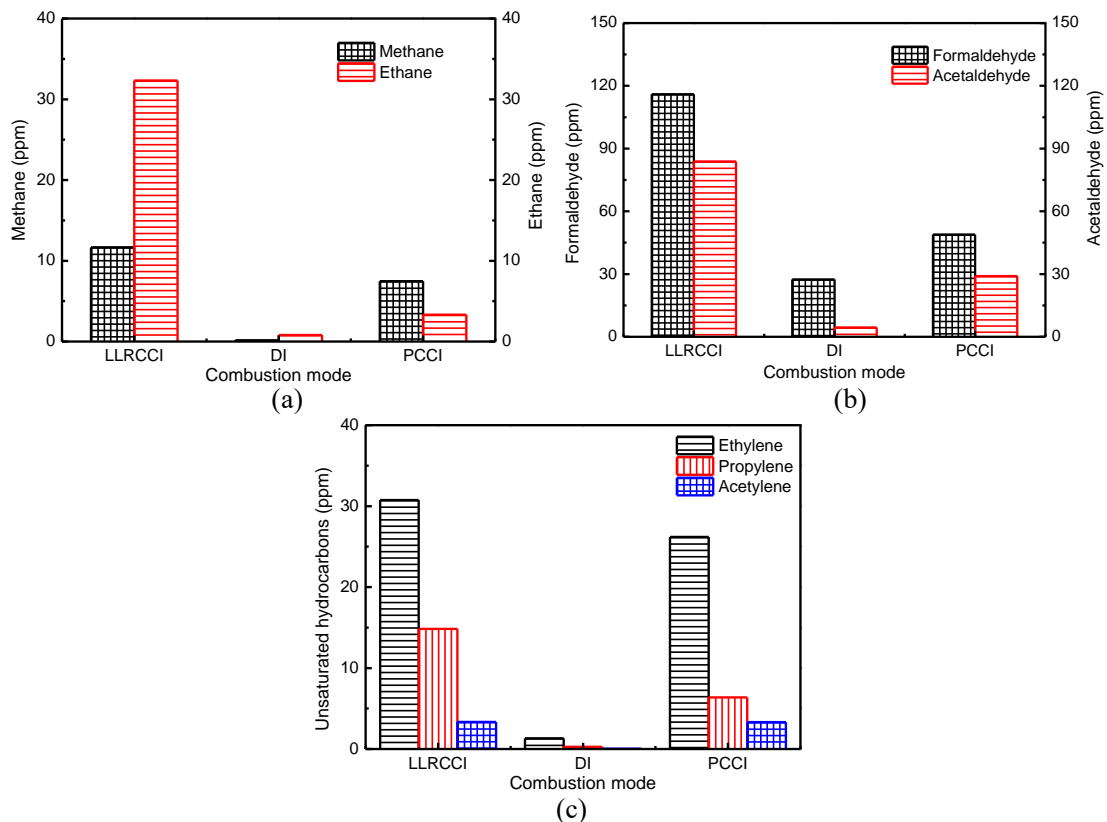 40
30
20
10
0
Methane (ppm)
Methane
Ethane
40
30
20
10
0
Ethane (ppm)
LLRCCI DI PCCI
Combustion mode
(a)
150
120
90
60
30
0
Formaldehyde (ppm)
Formaldehyde
Acetaldehyde
150
120
90
60
30
0
Acetaldehyde (ppm)
LLRCCI DI PCCI
Combustion mode
(b)
40
30
20
10
0
Unsaturated hydrocarbons (ppm)
Ethylene
Propylene
Acetylene
LLRCCI DI PCCI
Combustion mode
(c)